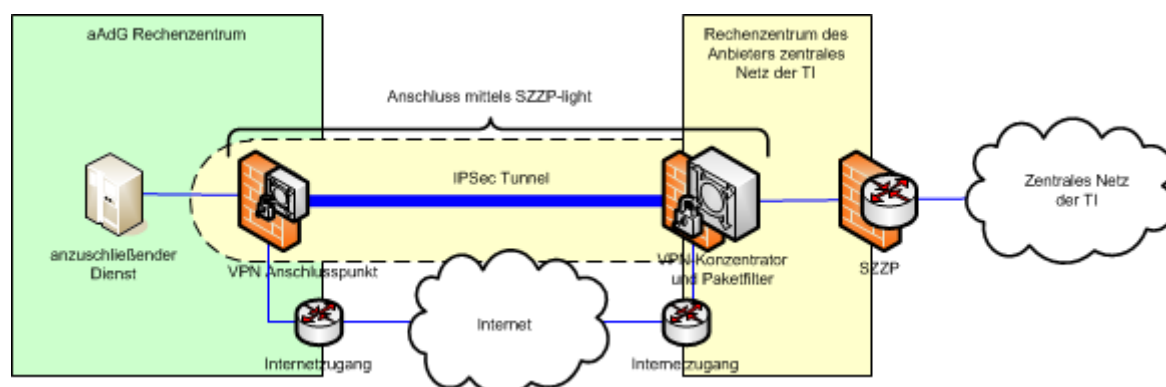 aAdG Rechenzentrum
Rechenzentrum des
Anbieters zentrales
Netz der TI
Anschluss mittels SZZP-light
IPSec Tunnel
Zentrales Netz
der TI
anzuschließender
Dienst
VPN Anschlusspunkt
VPN-Konzentrator
und Paketfilter
SZZP
Internet
Internetzugang
Internetzugang